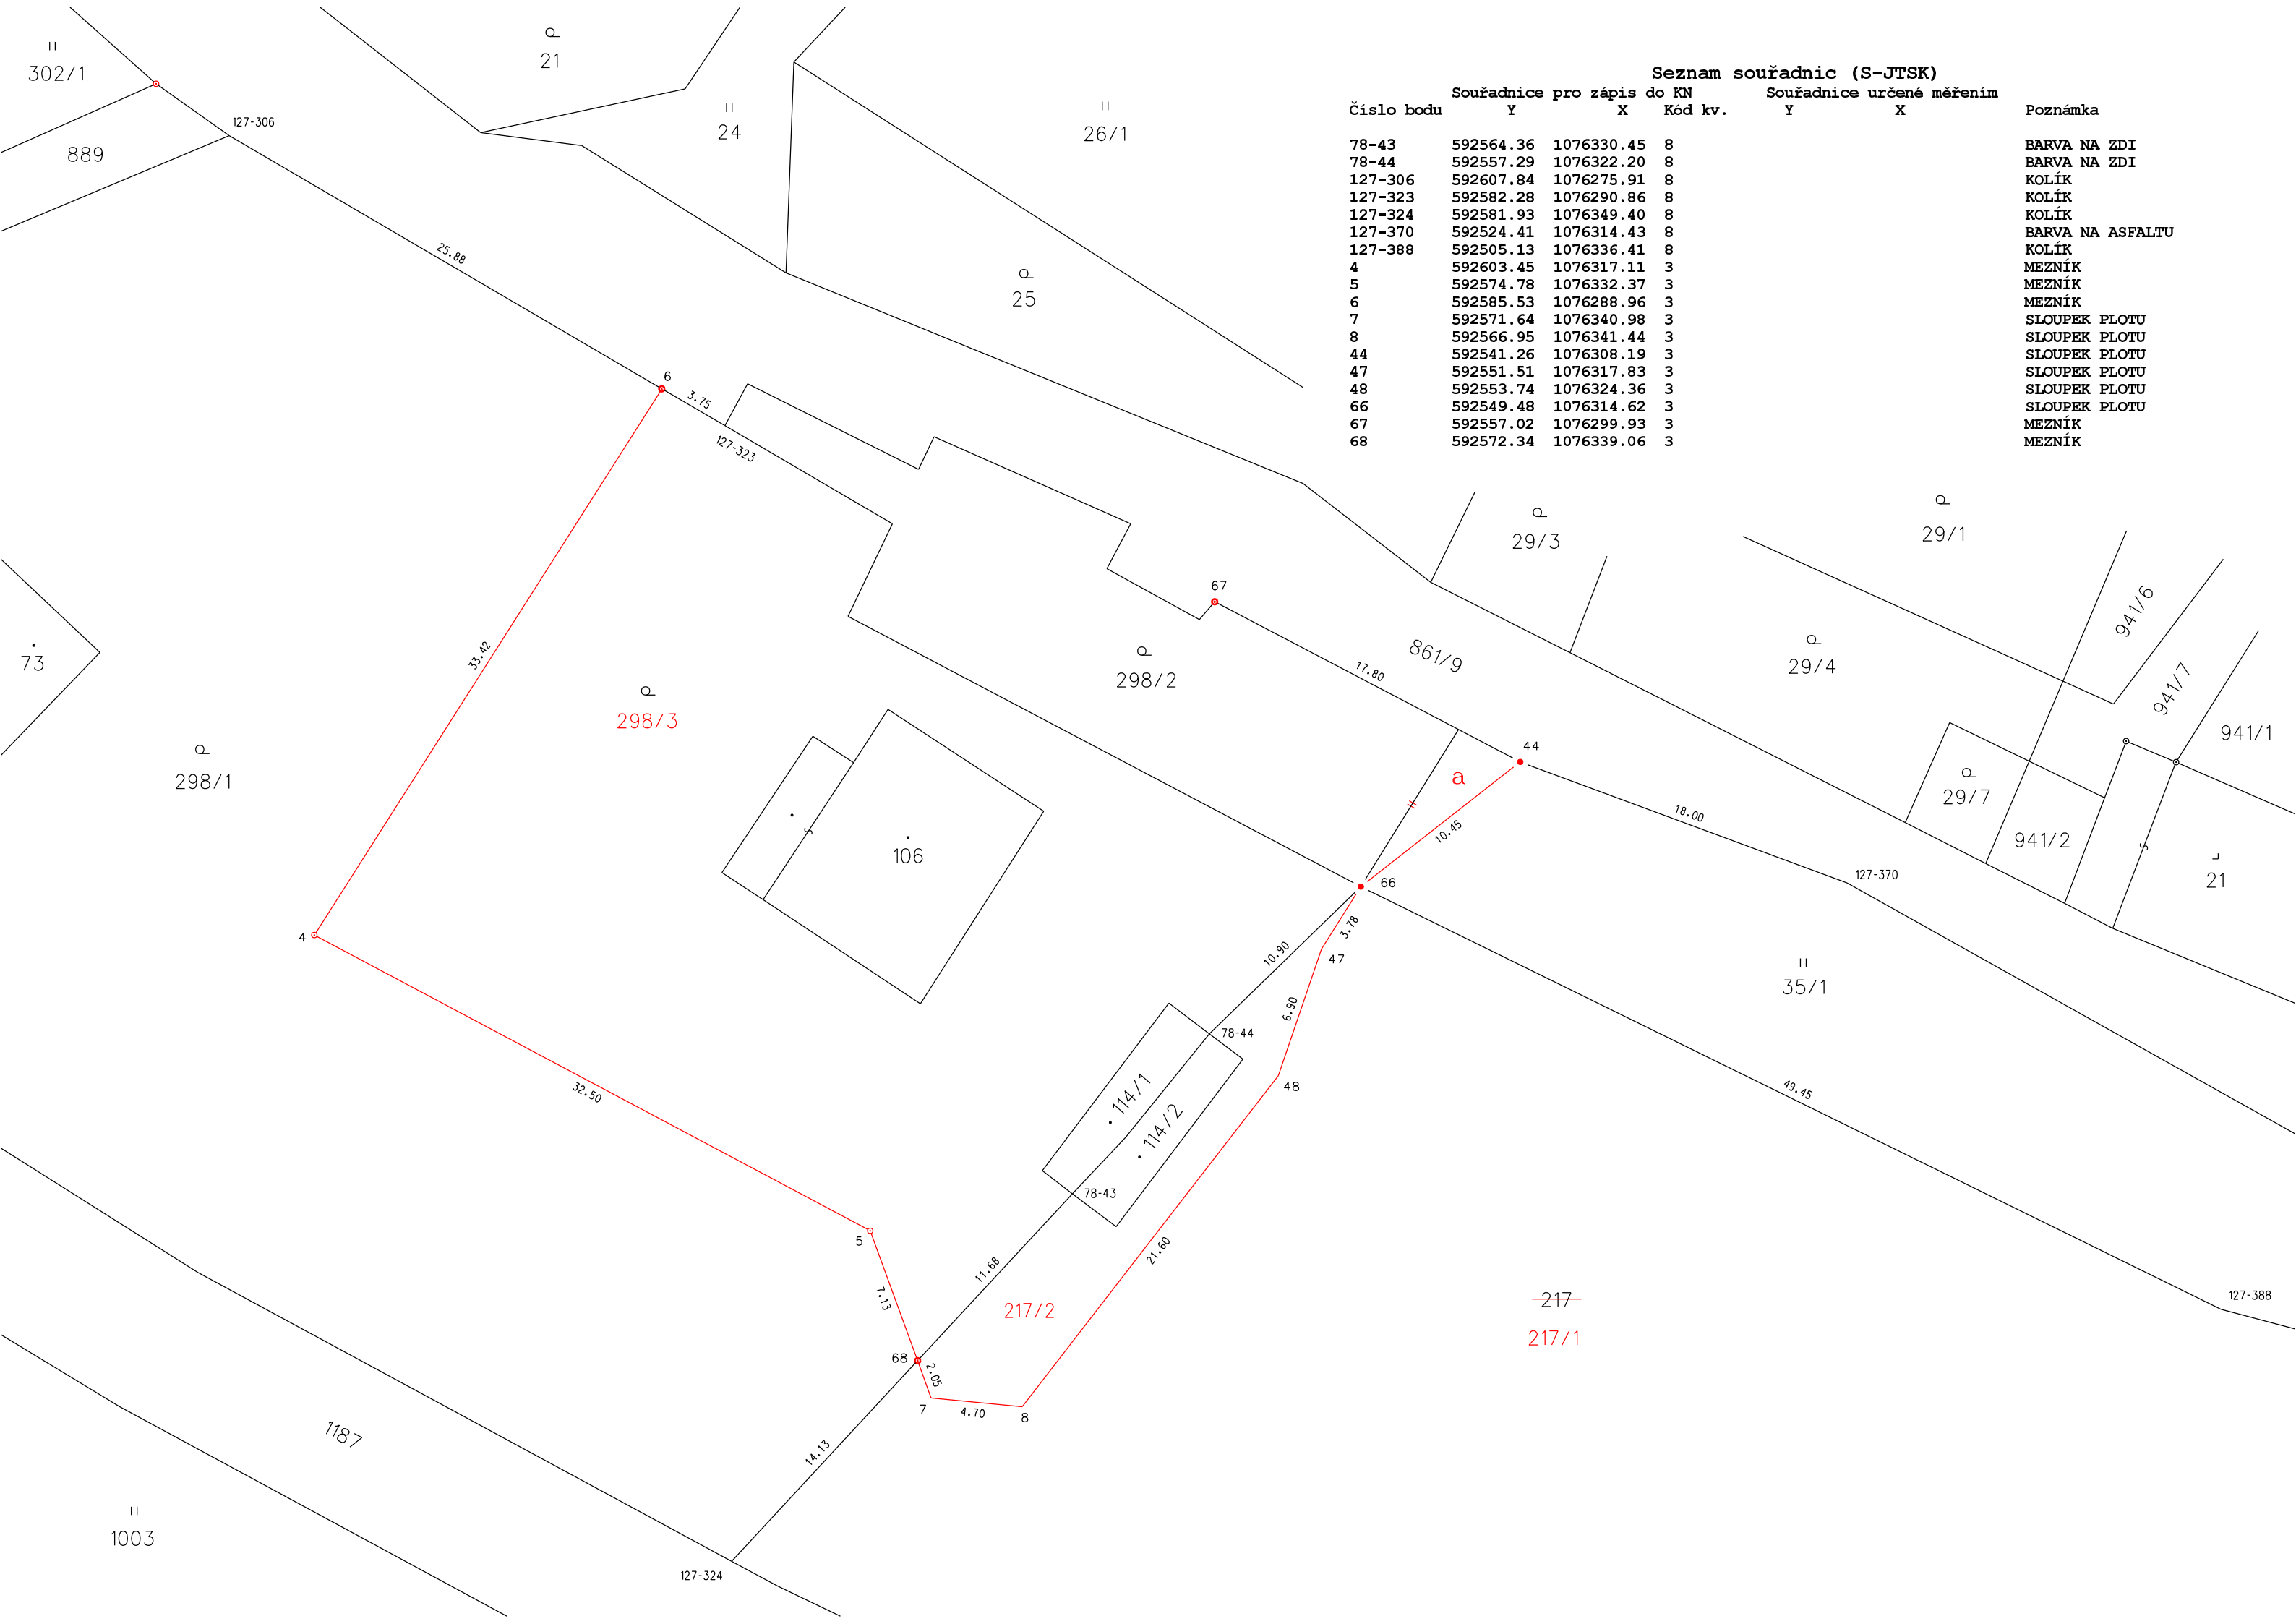 Seznam souřadnic (S-JTSK)
Souřadnice pro zápis do KN Souřadnice určené měřením
Číslo bodu Y X Kód kv. Y X Poznámka
78-43 592564.36 1076330.45 8 BARVA NA ZDI
78-44 592557.29 1076322.20 8 BARVA NA ZDI
127-306 592607.84 1076275.91 8 KOLÍK
127-323 592582.28 1076290.86 8 KOLÍK
127-324 592581.93 1076349.40 8 KOLÍK
127-370 592524.41 1076314.43 8 BARVA NA ASFALTU
127-388 592505.13 1076336.41 8 KOLÍK
4 592603.45 1076317.11 3 MEZNÍK
5 592574.78 1076332.37 3 MEZNÍK
6 592585.53 1076288.96 3 MEZNÍK
7 592571.64 1076340.98 3 SLOUPEK PLOTU
8 592566.95 1076341.44 3 SLOUPEK PLOTU
44 592541.26 1076308.19 3 SLOUPEK PLOTU
47 592551.51 1076317.83 3 SLOUPEK PLOTU
48 592553.74 1076324.36 3 SLOUPEK PLOTU
66 592549.48 1076314.62 3 SLOUPEK PLOTU
67 592557.02 1076299.93 3 MEZNÍK
68 592572.34 1076339.06 3 MEZNÍK
302/1
21
24
26/1
127-306
889
25.88
25
6
3.75
127-323
29/3
29/1
67
941/6
73
33.42
861/9
17.80
298/2
29/4
941/7
298/3
298/1
44
941/1
a
29/7
10.45
18.00
941/2
106
127-370
21
66
4
3.78
10.90
47
35/1
6.90
78-44
48
114/1
114/2
32.50
49.45
78-43
5
21.60
11.68
7.13
217/2
217
217/1
127-388
68
2.05
7
4.70
8
14.13
1187
1003
127-324